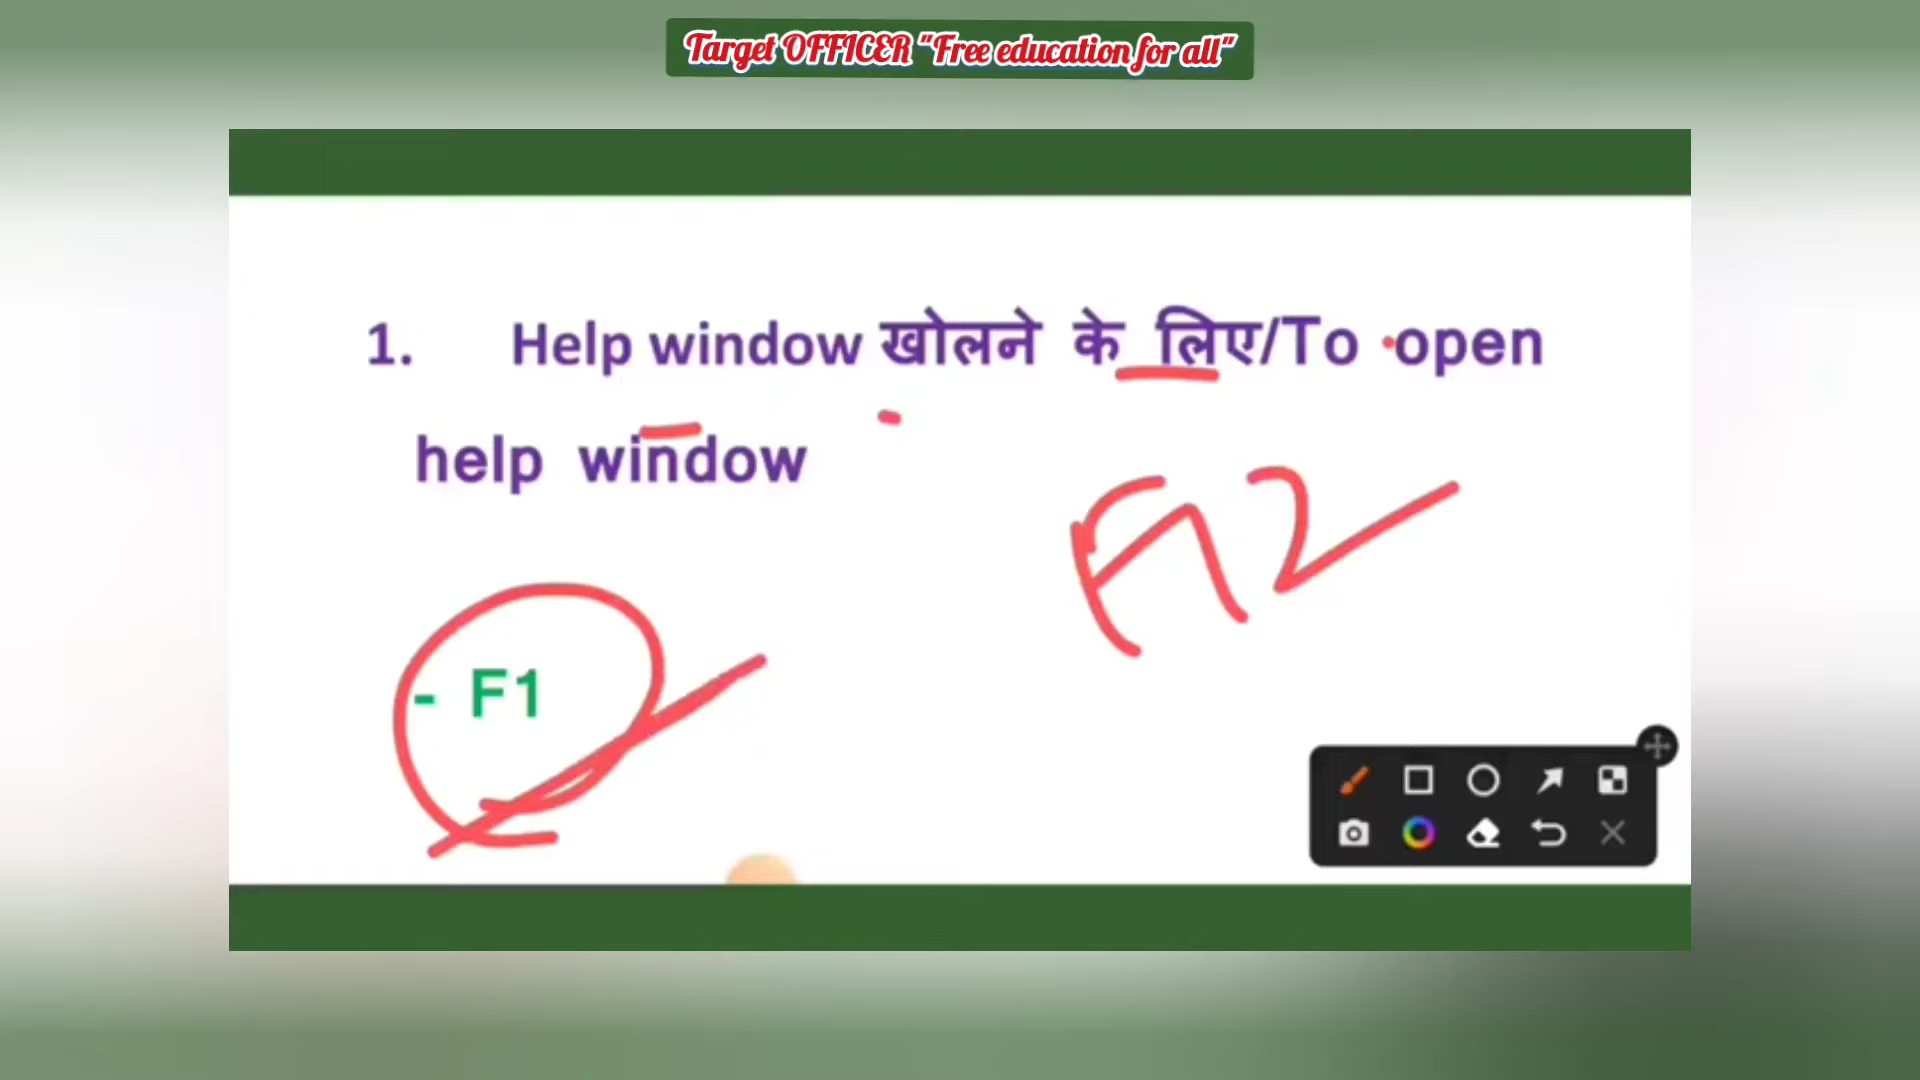 Target OFFICER "Free education for all"
1. Help window खोलने के लिए/To open
help window
F12
- F1